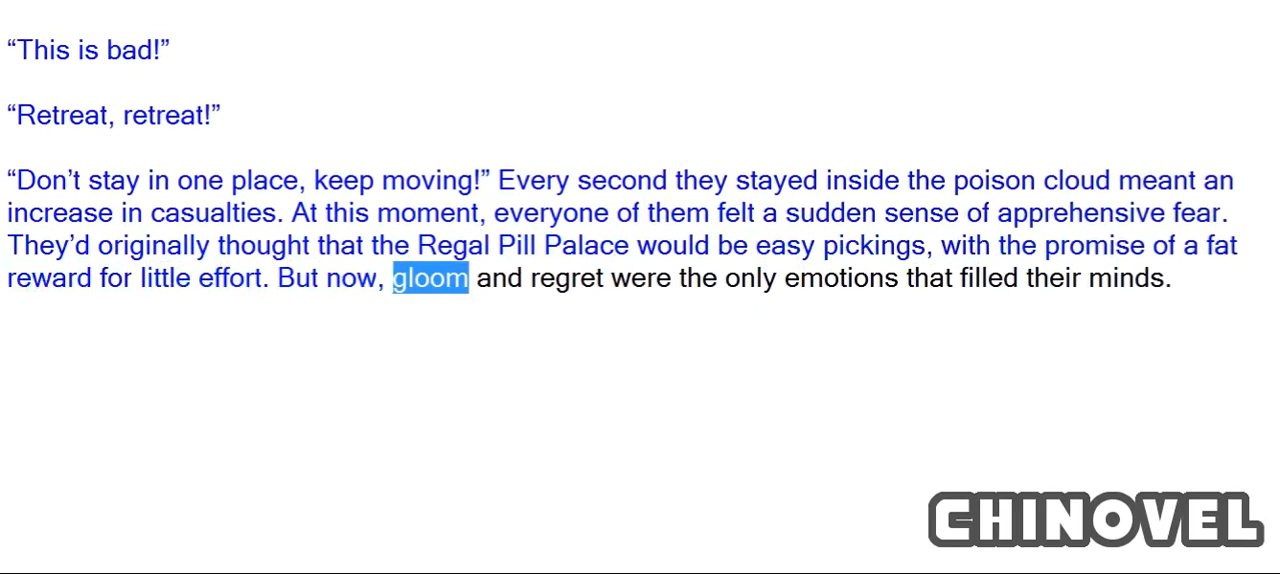 “This is bad!”
“Retreat, retreat!”
“Don’t stay in one place, keep moving!” Every second they stayed inside the poison cloud meant an
increase in casualties. At this moment, everyone of them felt a sudden sense of apprehensive fear.
They’d originally thought that the Regal Pill Palace would be easy pickings, with the promise of a fat
reward for little effort. But now, gloom and regret were the only emotions that filled their minds.
CHINOVEL